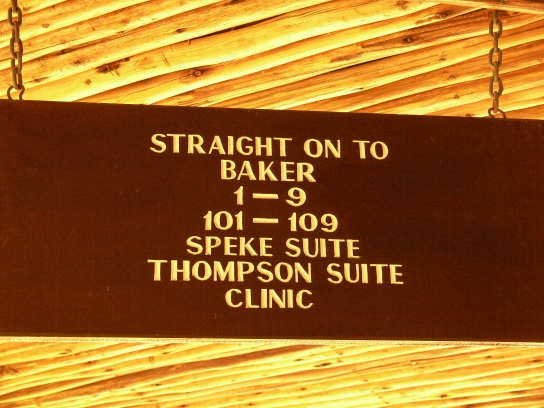 STRAIGHT ON TO
BAKER
1 — 9
101 — 109
SPEKE SUITE
THOMPSON SUITE
CLINIC